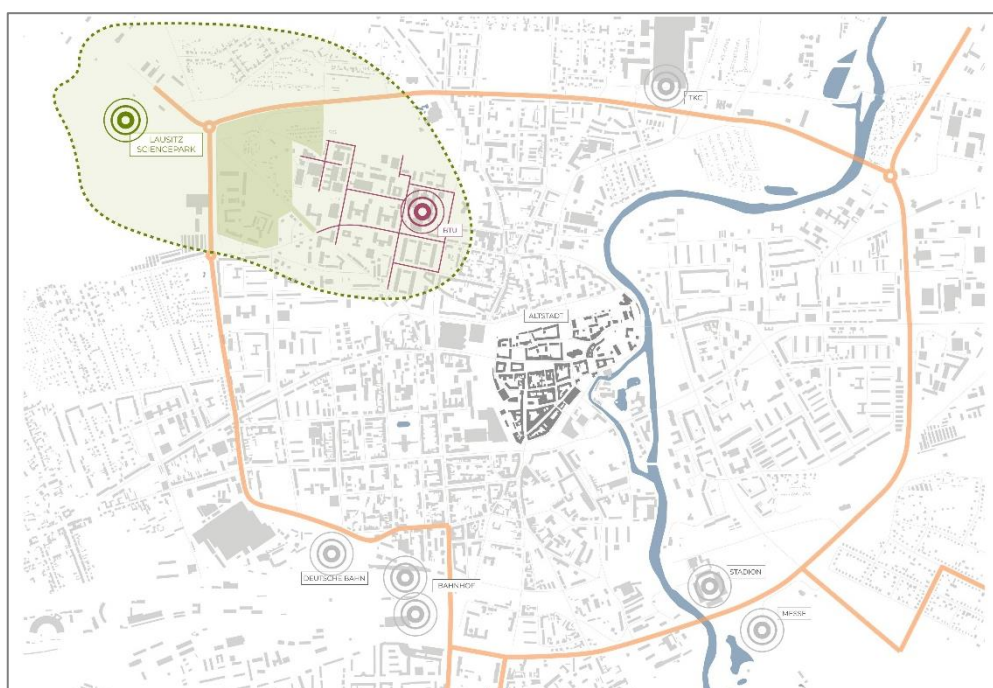 TKC
LAUSITZ
SCIENCEPARK
BTU
ALTSTADT
DEUTSCHE BAHN
BAHNHOF
STADION
MESSE